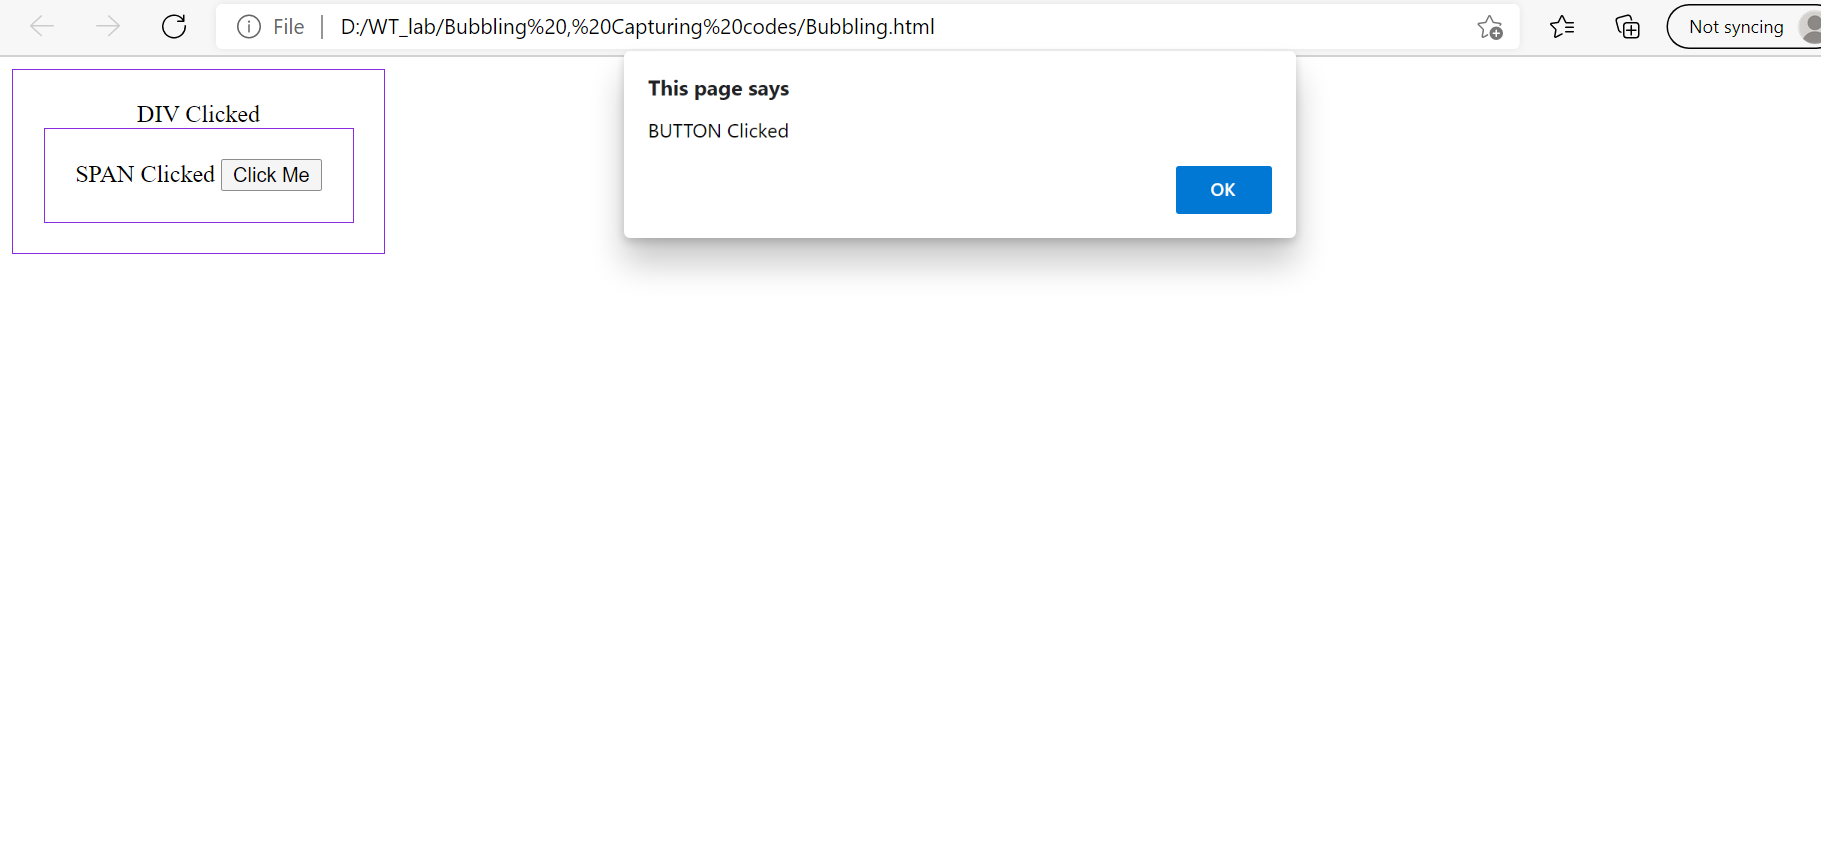 File | D:/WT_lab/Bubbling%20,%20Capturing%20codes/Bubbling.html
Not syncing
This page says
BUTTON Clicked
OK
DIV Clicked
SPAN Clicked Click Me